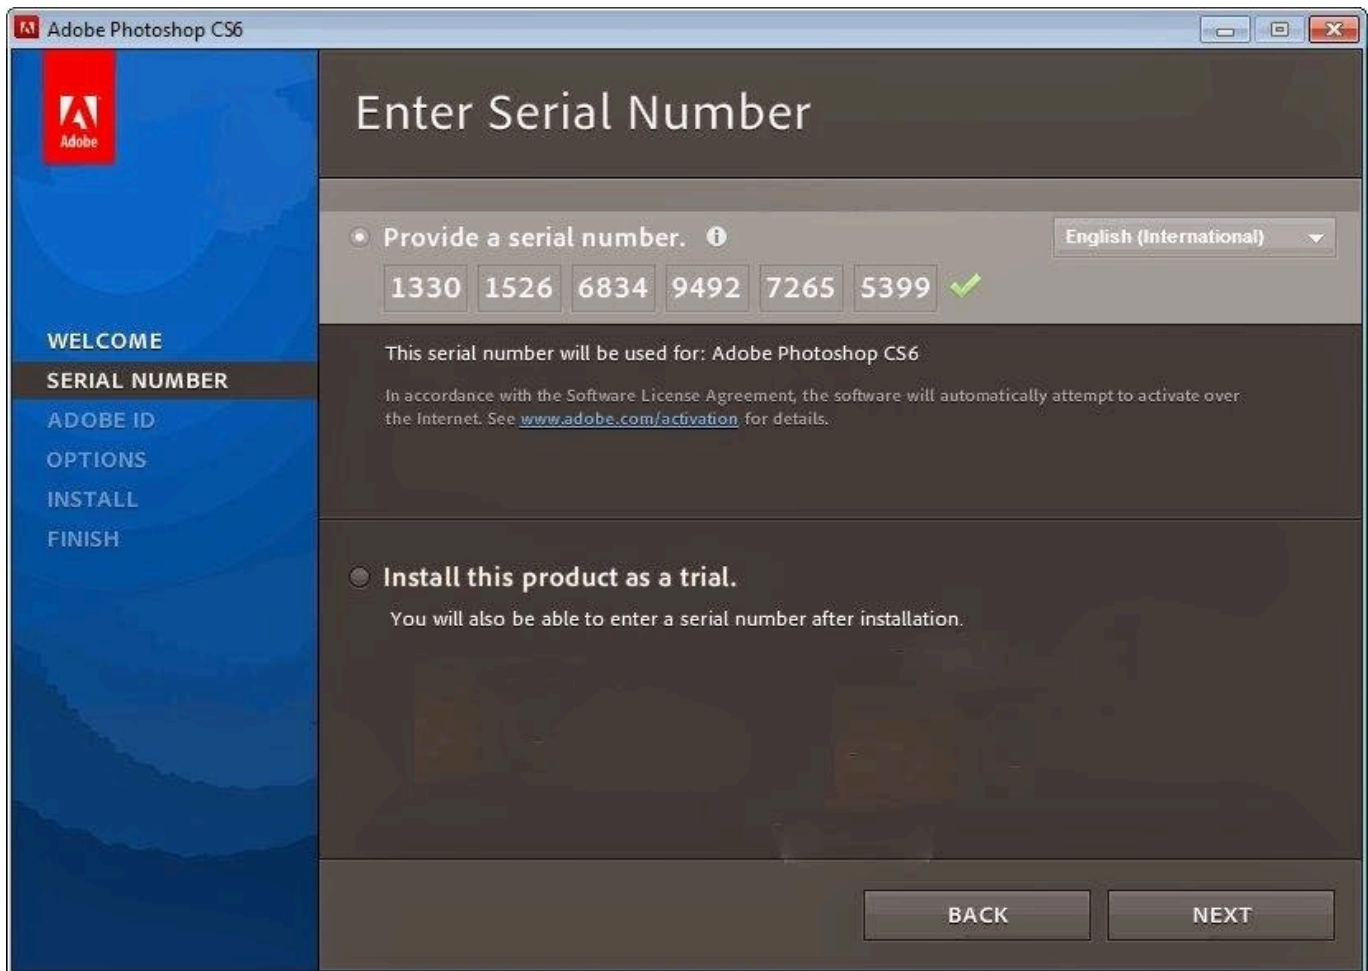 Adobe Photoshop CS6
Adobe
Enter Serial Number
Provide a serial number.
English (International)
1330 1526 6834 9492 7265 5399
WELCOME
SERIAL NUMBER
ADOBE ID
OPTIONS
INSTALL
FINISH
This serial number will be used for: Adobe Photoshop CS6
In accordance with the Software License Agreement, the software will automatically attempt to activate over
the Internet. See www.adobe.com/activation for details.
Install this product as a trial.
You will also be able to enter a serial number after installation.
BACK
NEXT